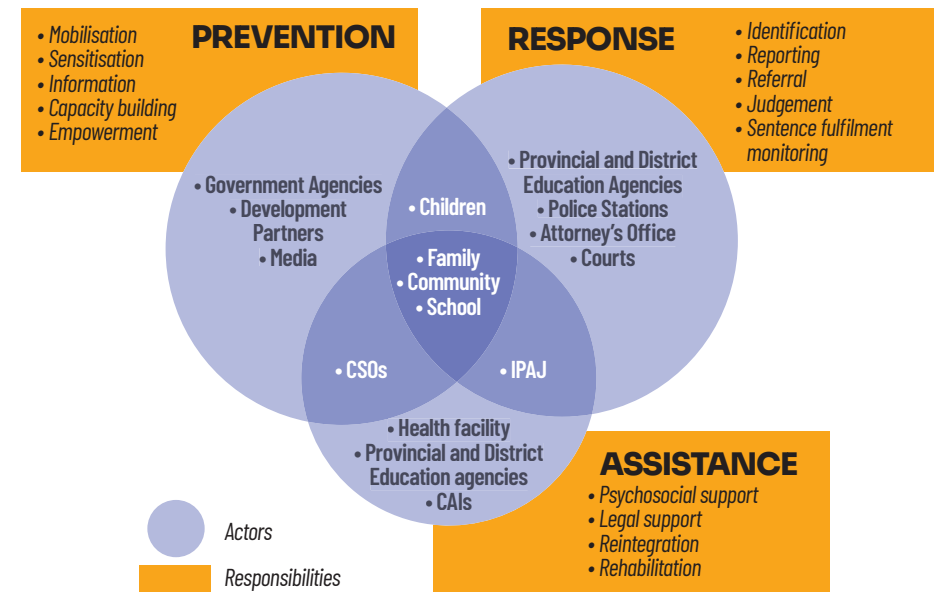 PREVENTION
• Mobilisation
• Sensitisation
• Information
• Capacity building
• Empowerment
RESPONSE
• Identification
• Reporting
• Referral
• Judgement
• Sentence fulfilment
monitoring
• Government Agencies
• Development
Partners
• Media
• Children
• Provincial and District
Education Agencies
• Police Stations
• Attorney's Office
• Courts
• Family
• Community
• School
• CSOs
• IPAJ
• Health facility
• Provincial and District
Education agencies
• CAIs
ASSISTANCE
• Psychosocial support
• Legal support
• Reintegration
• Rehabilitation
Actors
Responsibilities